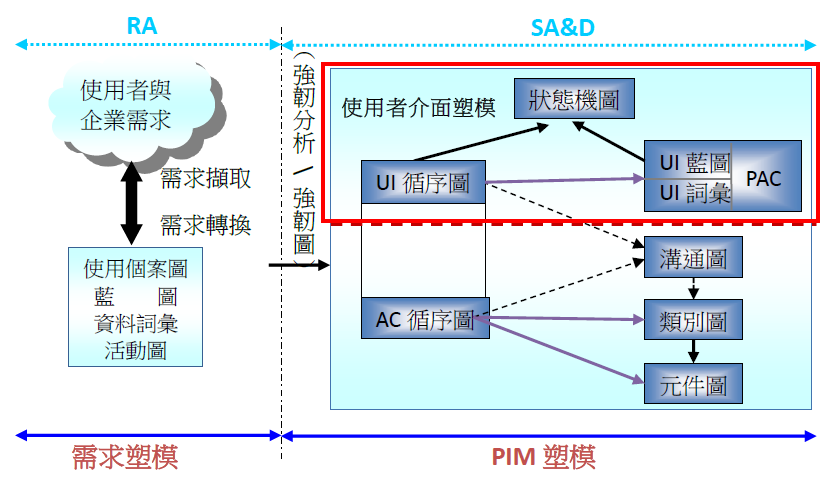 RA
SA&D
使用者與
企業需求
需求擷取
需求轉換
使用個案圖
藍 圖
資料詞彙
活動圖
（強韌分析 / 強韌圖）
使用者介面塑模
狀態機圖
UI 循序圖
UI 藍圖
UI 詞彙
PAC
溝通圖
AC 循序圖
類別圖
元件圖
需求塑模
PIM 塑模